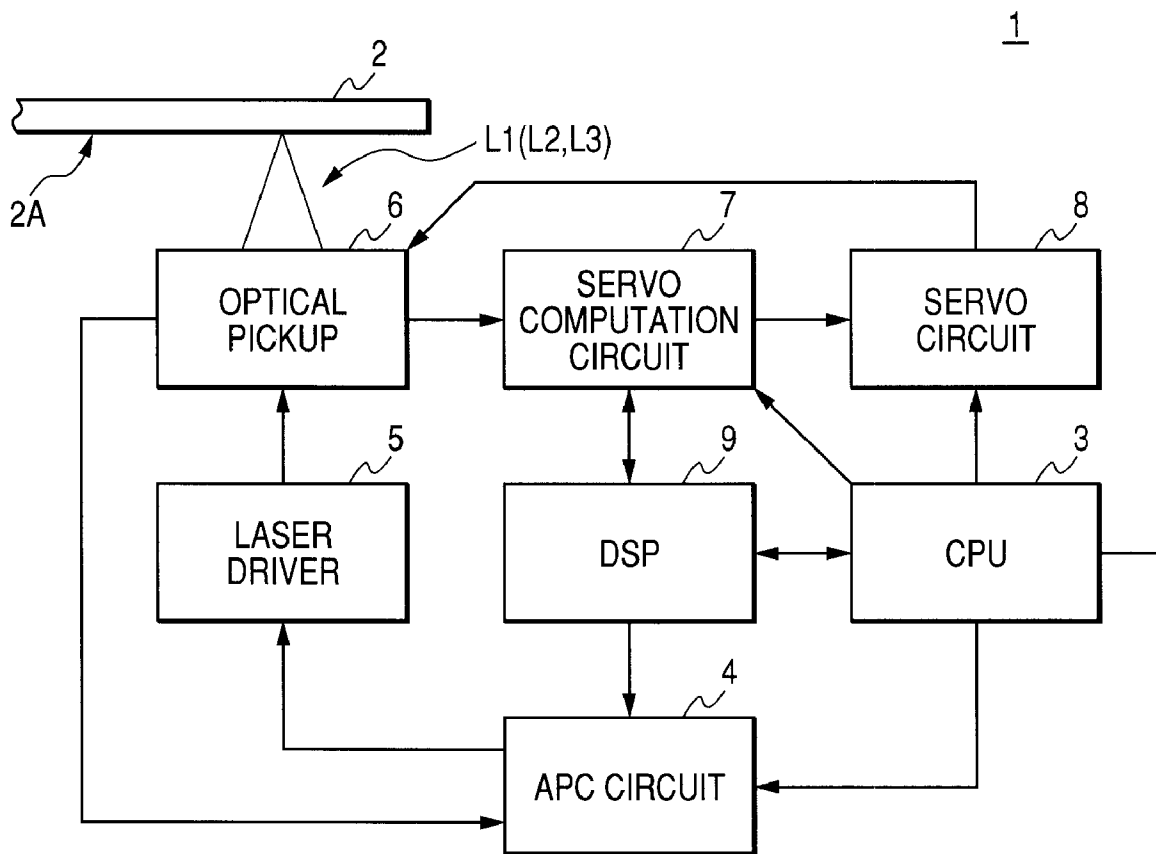 1
2
L1(L2,L3)
2A
6
7
8
OPTICAL
PICKUP
SERVO
COMPUTATION
CIRCUIT
SERVO
CIRCUIT
5
9
3
LASER
DRIVER
DSP
CPU
4
APC CIRCUIT